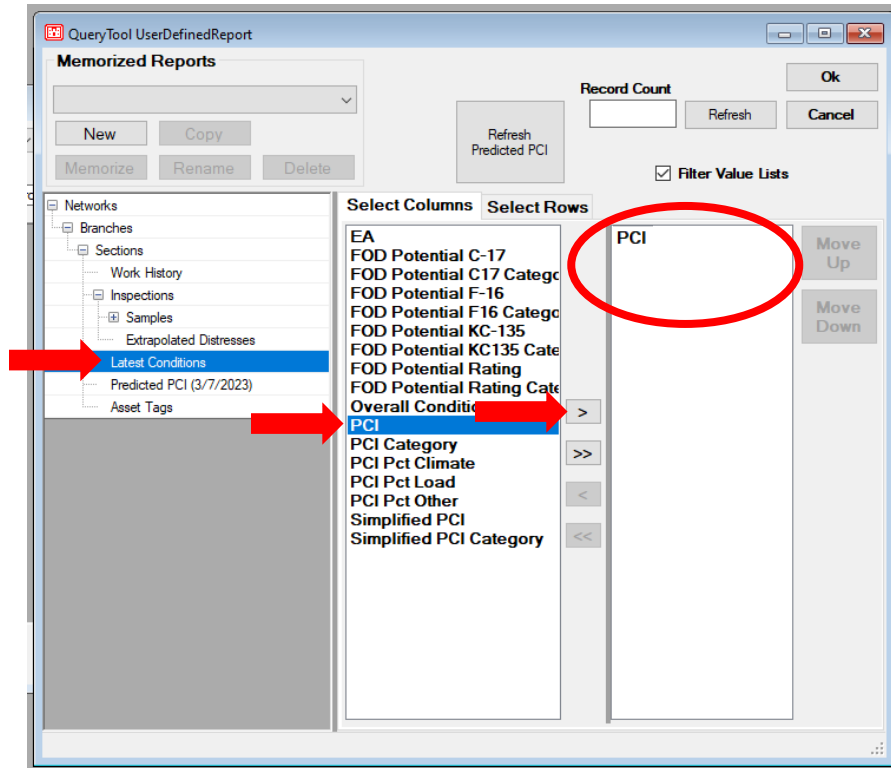 QueryTool UserDefinedReport
Memorized Reports
New
Copy
Memorize
Rename
Delete
Refresh
Predicted PCI
Record Count
Refresh
Ok
Cancel
Filter Value Lists
Networks
Branches
Sections
Work History
Inspections
Samples
Extrapolated Distresses
Latest Conditions
Predicted PCI (3/7/2023)
Asset Tags
Select Columns
Select Rows
EA
FOD Potential C-17
FOD Potential C17 Catego
FOD Potential F-16
FOD Potential F16 Catego
FOD Potential KC-135
FOD Potential KC135 Cate
FOD Potential Rating
FOD Potential Rating Cate
Overall Conditio
PCI
PCI Category
PCI Pct Climate
PCI Pct Load
PCI Pct Other
Simplified PCI
Simplified PCI Category
>
>>
<
<<
PCI
Move
Up
Move
Down